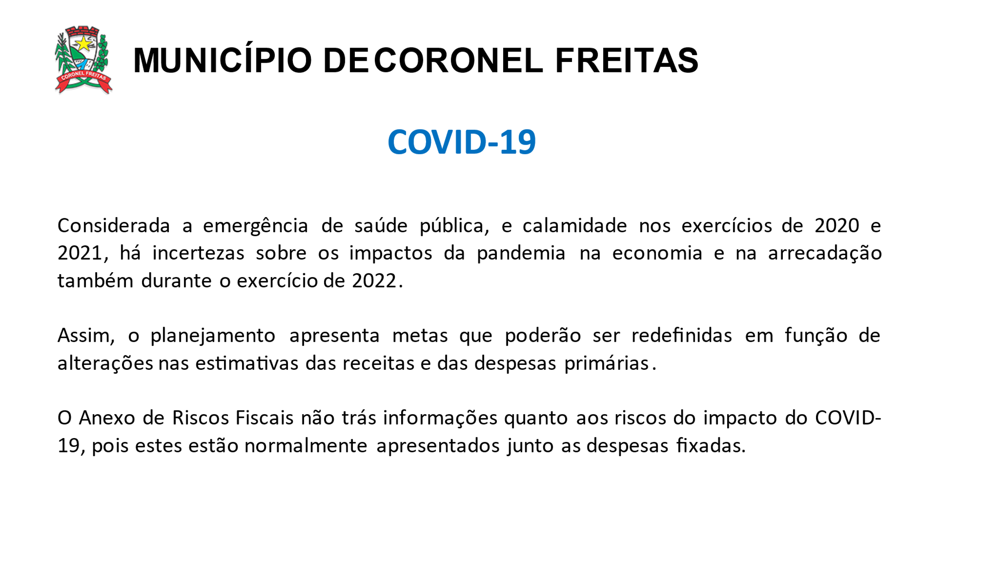 CORONEL FREITAS
MUNICÍPIO DE CORONEL FREITAS
COVID-19
Considerada a emergência de saúde pública, e calamidade nos exercícios de 2020 e
2021, há incertezas sobre os impactos da pandemia na economia e na arrecadação
também durante o exercício de 2022.
Assim, o planejamento apresenta metas que poderão ser redefinidas em função de
alterações nas estimativas das receitas e das despesas primárias.
O Anexo de Riscos Fiscais não trás informações quanto aos riscos do impacto do COVID-
19, pois estes estão normalmente apresentados junto as despesas fixadas.